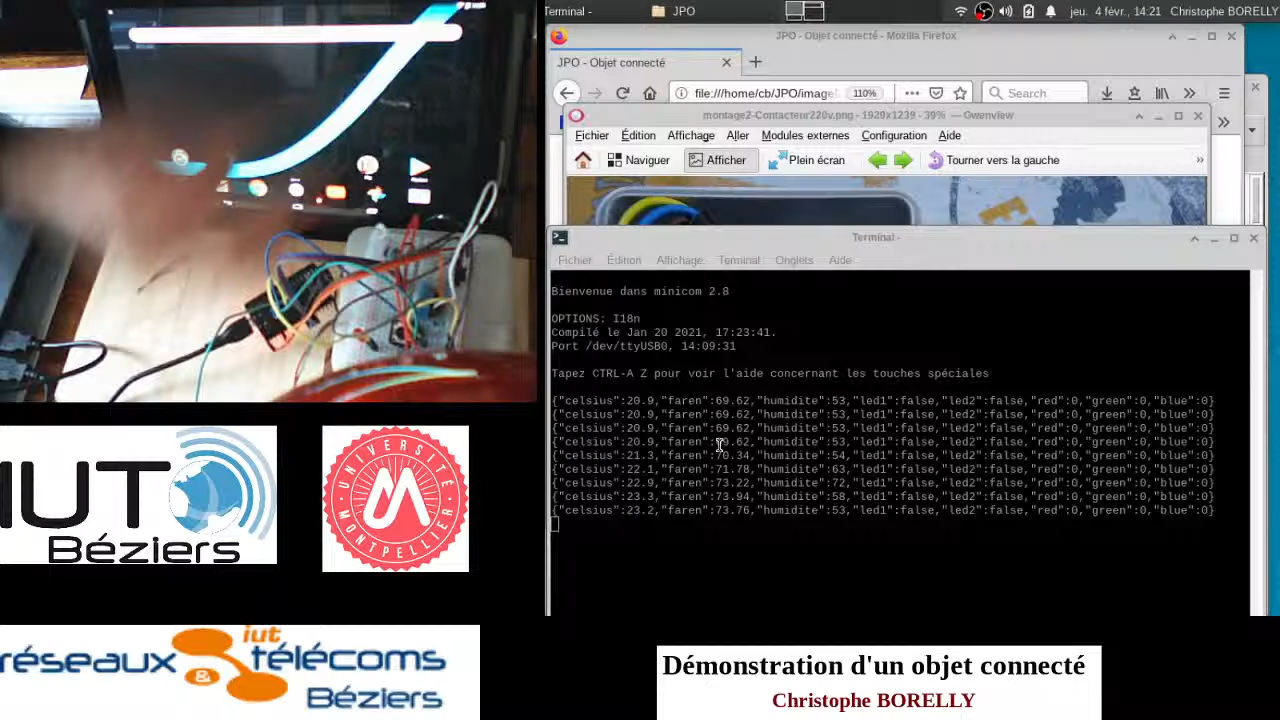 Terminal -
JPO
jeu. 4 févr., 14:21
Christophe BORELLY
JPO - Objet connecté - Mozilla Firefox
JPO - Objet connecté
file:///home/cb/JPO/image
110%
Search
montage2-Contacteur220v.png - 1929x1239 - 39% — Gwenview
Fichier Édition Affichage Aller Modules externes Configuration Aide
Naviguer Afficher Plein écran Tourner vers la gauche
Terminal -
Fichier Édition Affichage Terminal Onglets Aide
Bienvenue dans minicom 2.8
OPTIONS: I18n
Compilé le Jan 20 2021, 17:23:41.
Port /dev/ttyUSB0, 14:09:31
Tapez CTRL-A Z pour voir l'aide concernant les touches spéciales
{"celsius":20.9,"faren":69.62,"humidite":53,"led1":false,"led2":false,"red":0,"green":0,"blue":0}
{"celsius":20.9,"faren":69.62,"humidite":53,"led1":false,"led2":false,"red":0,"green":0,"blue":0}
{"celsius":20.9,"faren":69.62,"humidite":53,"led1":false,"led2":false,"red":0,"green":0,"blue":0}
{"celsius":20.9,"faren":69.62,"humidite":53,"led1":false,"led2":false,"red":0,"green":0,"blue":0}
{"celsius":21.3,"faren":70.34,"humidite":54,"led1":false,"led2":false,"red":0,"green":0,"blue":0}
{"celsius":22.1,"faren":71.78,"humidite":63,"led1":false,"led2":false,"red":0,"green":0,"blue":0}
{"celsius":22.9,"faren":73.22,"humidite":72,"led1":false,"led2":false,"red":0,"green":0,"blue":0}
{"celsius":23.3,"faren":73.94,"humidite":58,"led1":false,"led2":false,"red":0,"green":0,"blue":0}
{"celsius":23.2,"faren":73.76,"humidite":53,"led1":false,"led2":false,"red":0,"green":0,"blue":0}
IUT
Béziers
UNIVERSITÉ
MONTPELLIER
iut
réseaux & télécoms
Béziers
Démonstration d'un objet connecté
Christophe BORELLY